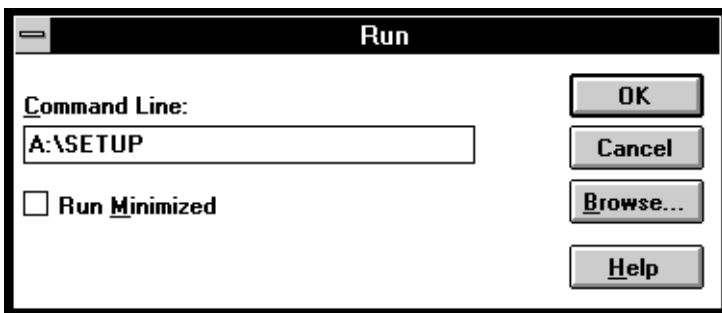 Run
Command Line:
A:\SETUP
Run Minimized
OK
Cancel
Browse...
Help